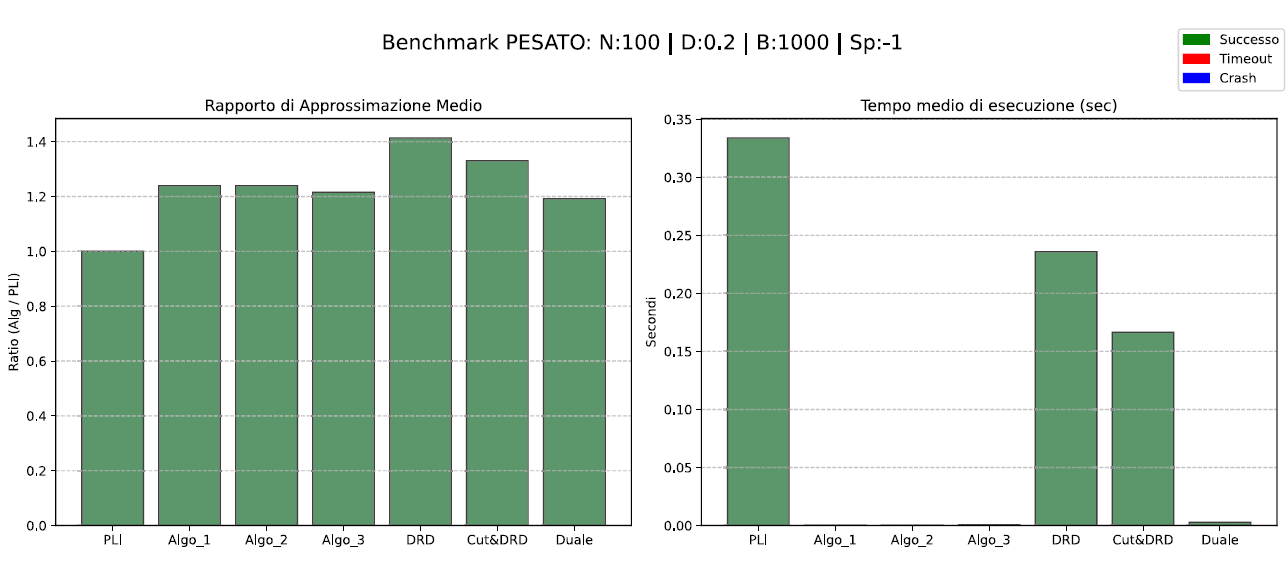 Benchmark PESATO: N:100 | D:0.2 | B:1000 | Sp:-1
Successo
Timeout
Crash
Rapporto di Approssimazione Medio
Ratio (Alg / PLI)
1.4
1.2
1.0
0.8
0.6
0.4
0.2
0.0
PLI
Algo_1
Algo_2
Algo_3
DRD
Cut&DRD
Duale
Tempo medio di esecuzione (sec)
Secondi
0.35
0.30
0.25
0.20
0.15
0.10
0.05
0.00
PLI
Algo_1
Algo_2
Algo_3
DRD
Cut&DRD
Duale